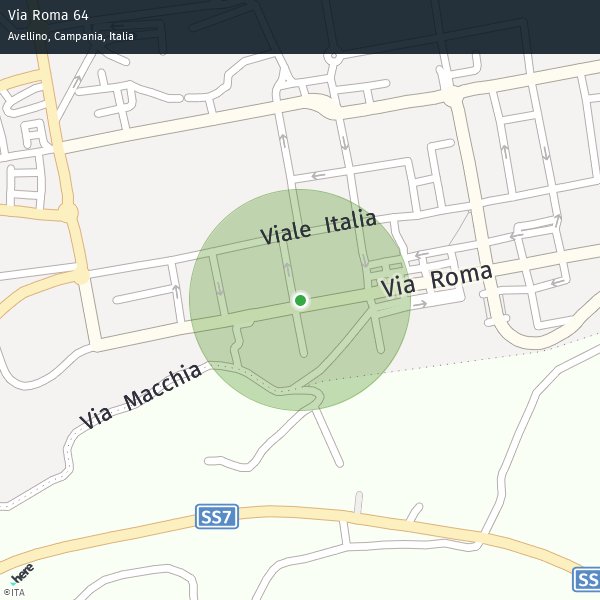 Via Roma 64
Avellino, Campania, Italia
Viale Italia
Via Roma
Via Macchia
SS7
SS
here
©ITA